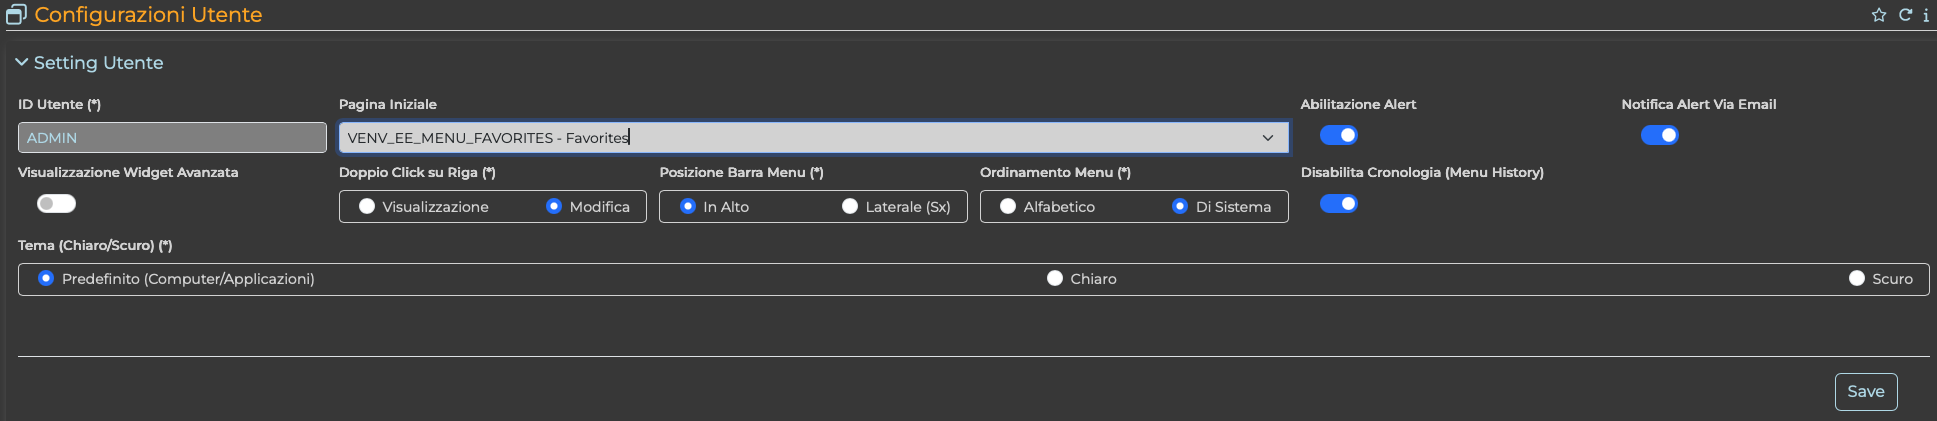 Configurazioni Utente
Setting Utente
ID Utente (*)
Pagina Iniziale
Abilitazione Alert
Notifica Alert Via Email
ADMIN
VENV_EE_MENU_FAVORITES - Favorites
Visualizzazione Widget Avanzata
Doppio Click su Riga (*)
Posizione Barra Menu (*)
Ordinamento Menu (*)
Disabilita Cronologia (Menu History)
Visualizzazione
Modifica
In Alto
Laterale (Sx)
Alfabetico
Di Sistema
Tema (Chiaro/Scuro) (*)
Predefinito (Computer/Applicazioni)
Chiaro
Scuro
Save